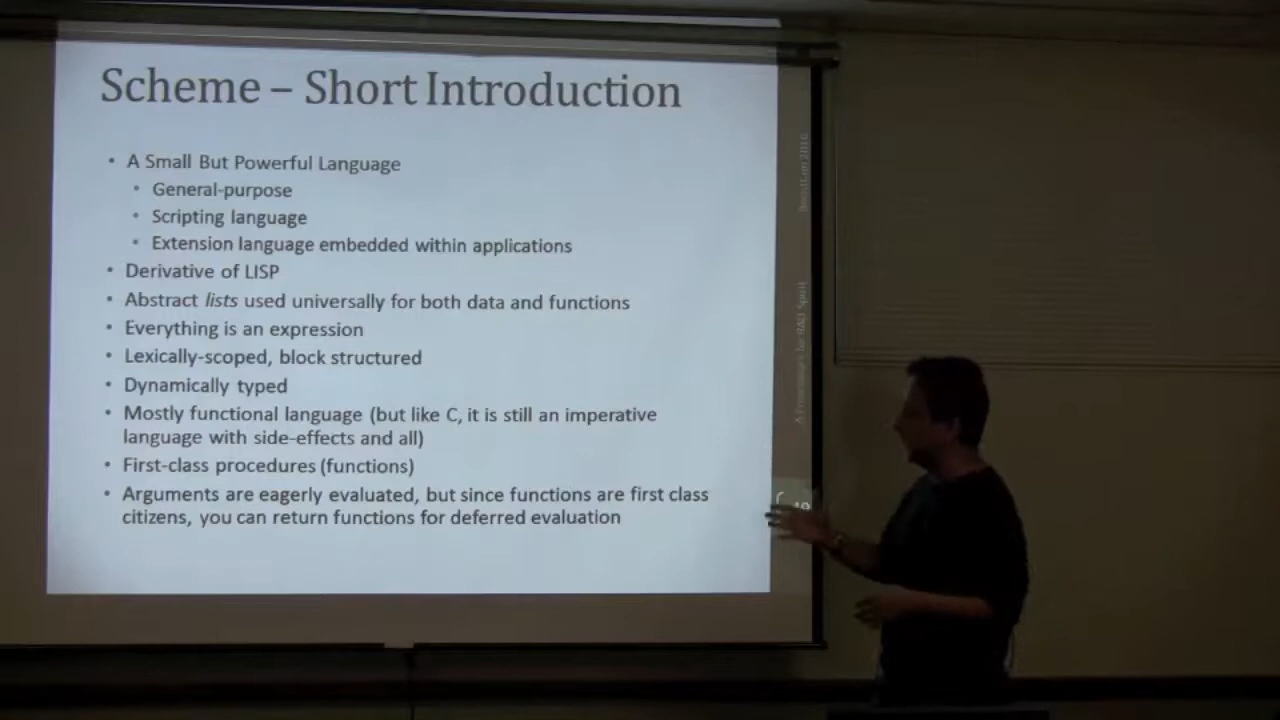 Scheme – Short Introduction
• A Small But Powerful Language
• General-purpose
• Scripting language
• Extension language embedded within applications
• Derivative of LISP
• Abstract lists used universally for both data and functions
• Everything is an expression
• Lexically-scoped, block structured
• Dynamically typed
• Mostly functional language (but like C, it is still an imperative
language with side-effects and all)
• First-class procedures (functions)
• Arguments are eagerly evaluated, but since functions are first class
citizens, you can return functions for deferred evaluation